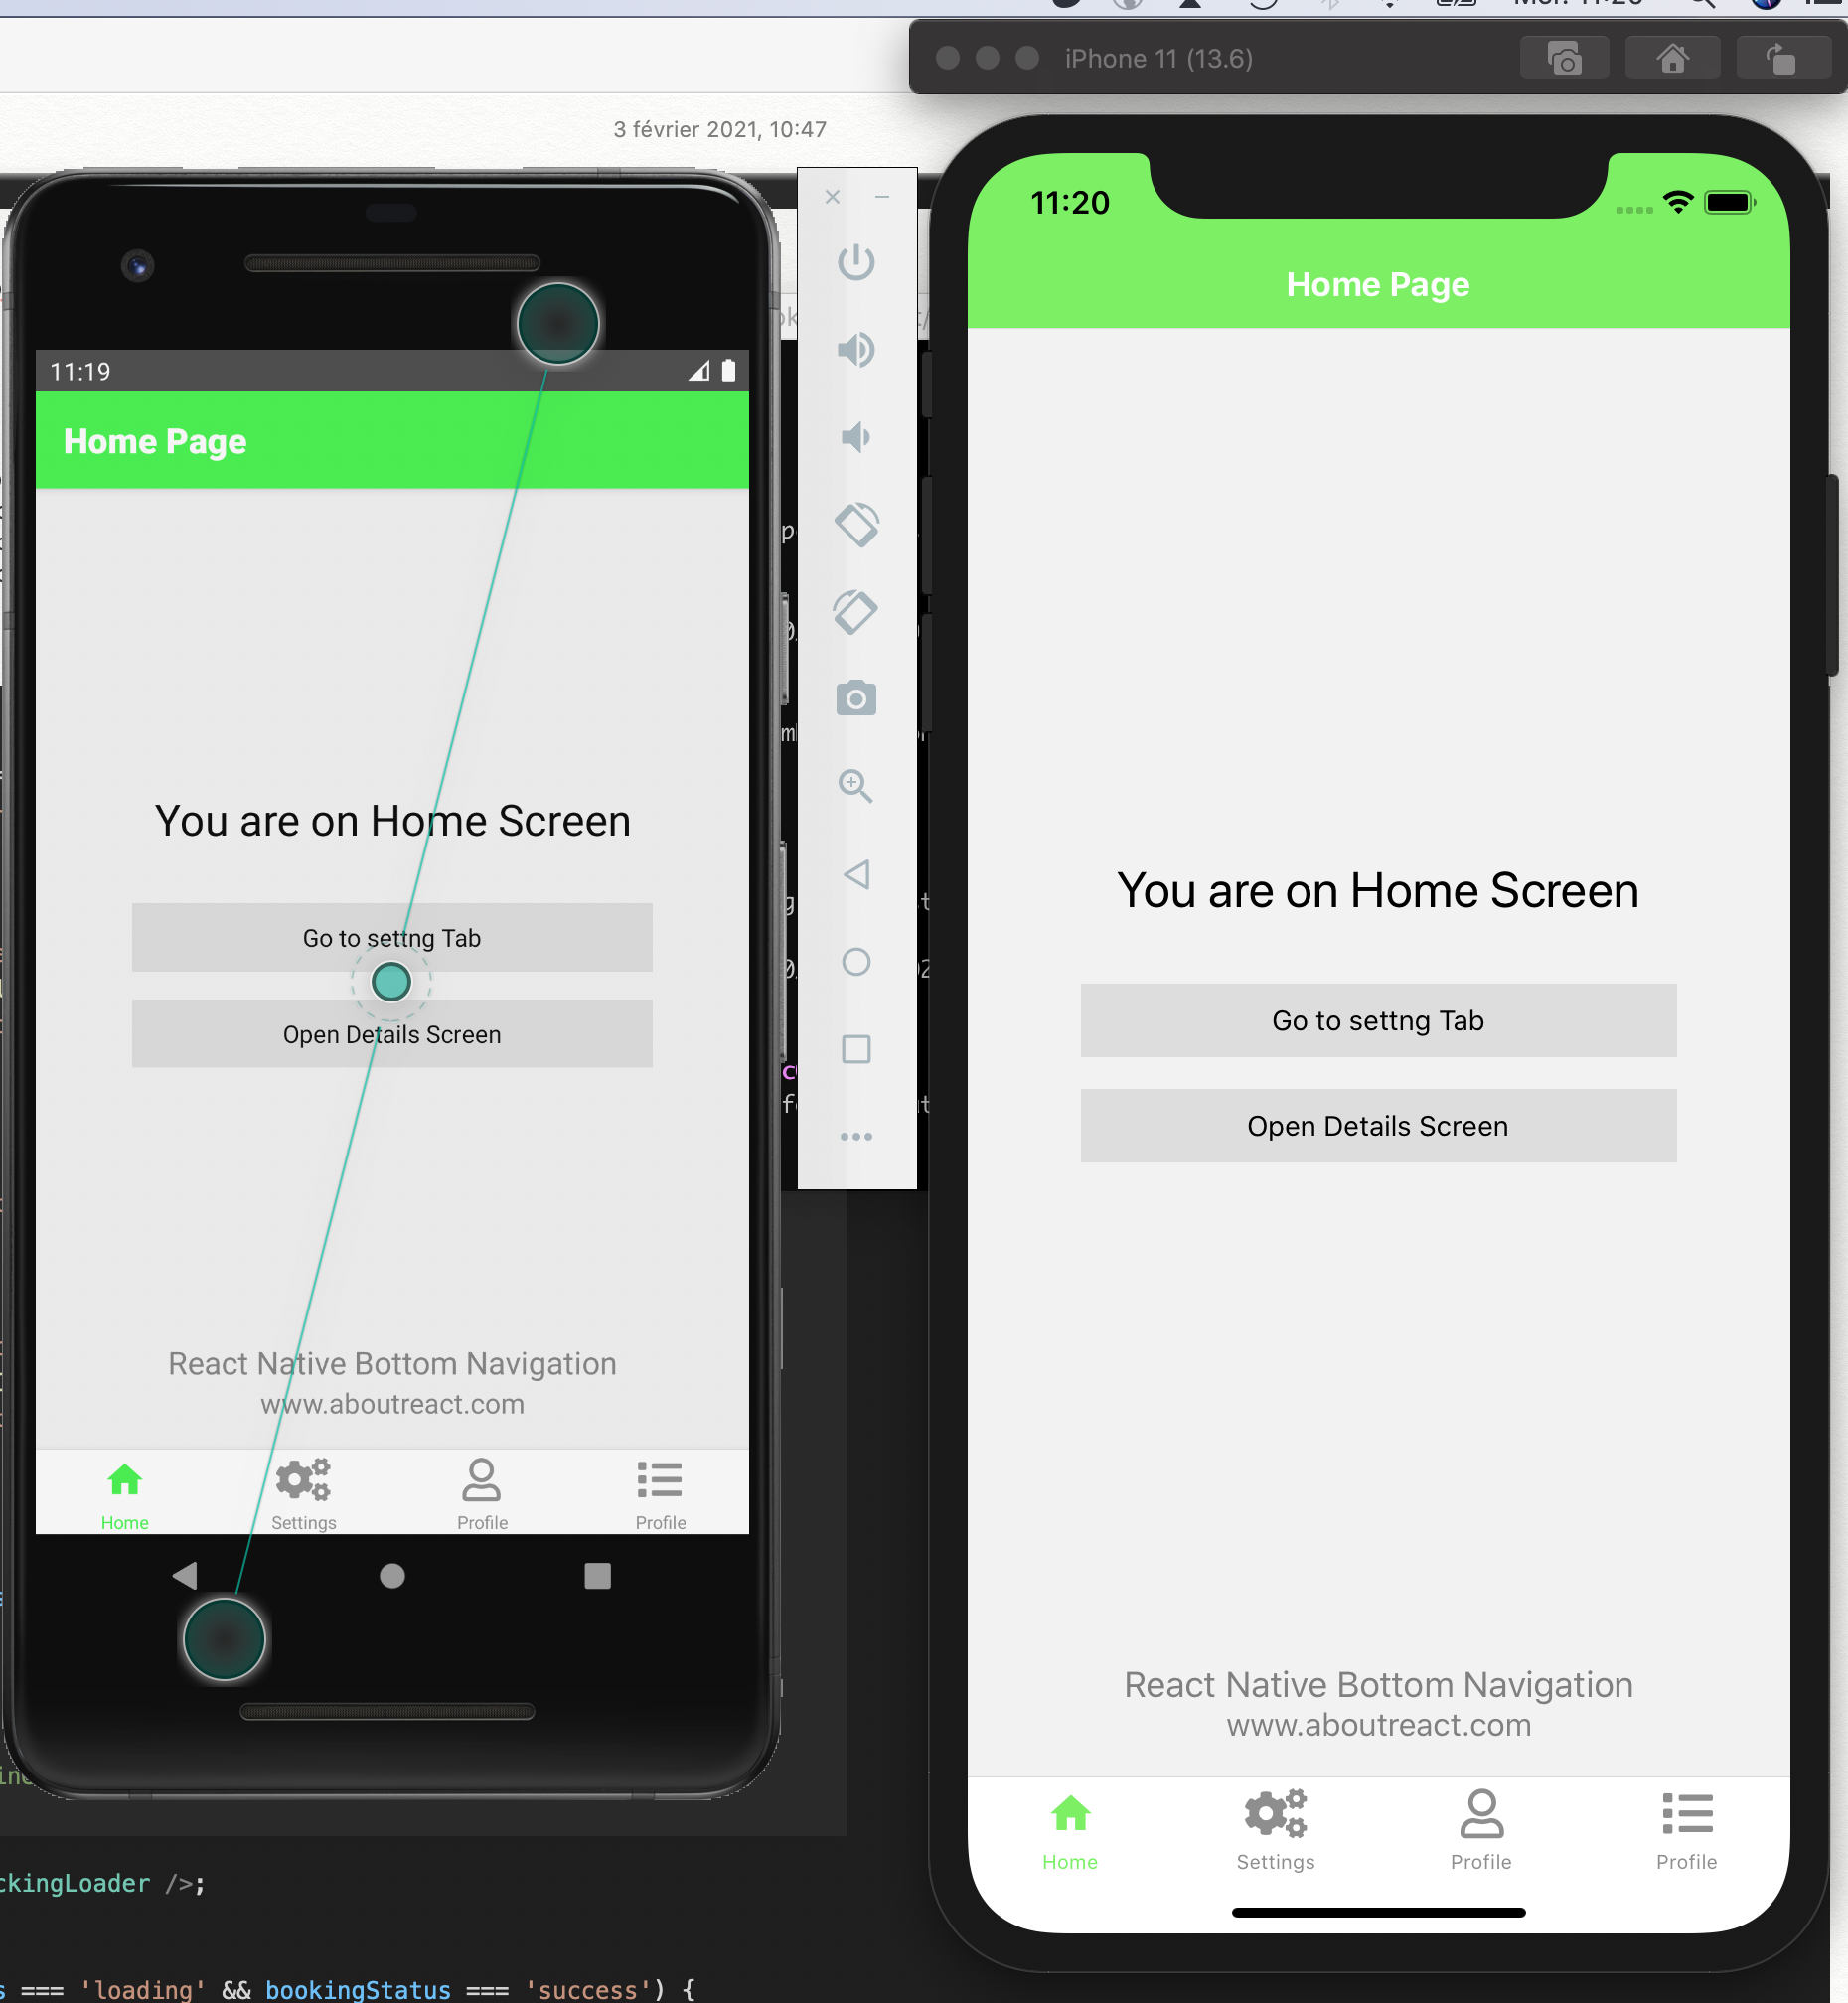 iPhone 11 (13.6)
3 février 2021, 10:47
11:19
Home Page
You are on Home Screen
Go to settng Tab
Open Details Screen
React Native Bottom Navigation
www.aboutreact.com
Home
Settings
Profile
Profile
11:20
Home Page
You are on Home Screen
Go to settng Tab
Open Details Screen
React Native Bottom Navigation
www.aboutreact.com
Home
Settings
Profile
Profile
/>;
=== 'loading' && bookingStatus === 'success') {